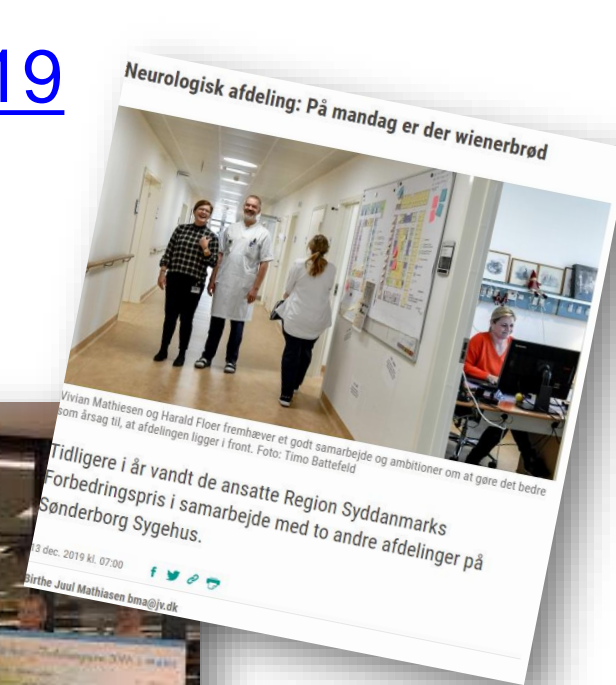 19
Neurologisk afdeling: På mandag er der wienerbrød
Vivian Mathiesen og Harald Floer fremhæver et godt samarbejde og ambitioner om at gøre det bedre
som årsag til, at afdelingen ligger i front. Foto: Timo Battefeld
Tidligere i år vandt de ansatte Region Syddanmarks
Forbedringspris i samarbejde med to andre afdelinger på
Sønderborg Sygehus.
13 dec. 2019 kl. 07:00
Birthe Juul Mathiasen bma@jv.dk